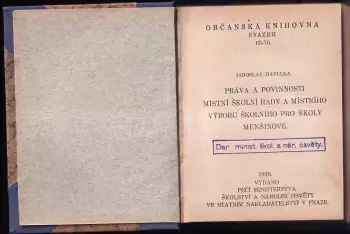 OBČANSKÁ KNIHOVNA
SVAZEK
69-70.
JAROSLAV HAVELKA
PRÁVA A POVINNOSTI
MÍSTNÍ ŠKOLNÍ RADY A MÍSTNÍHO
VÝBORU ŠKOLNÍHO PRO ŠKOLY
MENŠINOVÉ.
Dar minist. škol. a nár. osvěty.
1926
VYDÁNO
PÉČÍ MINISTERSTVA
ŠKOLSTVÍ A NÁRODNÍ OSVĚTY
VE STÁTNÍM NAKLADATELSTVÍ V PRAZE